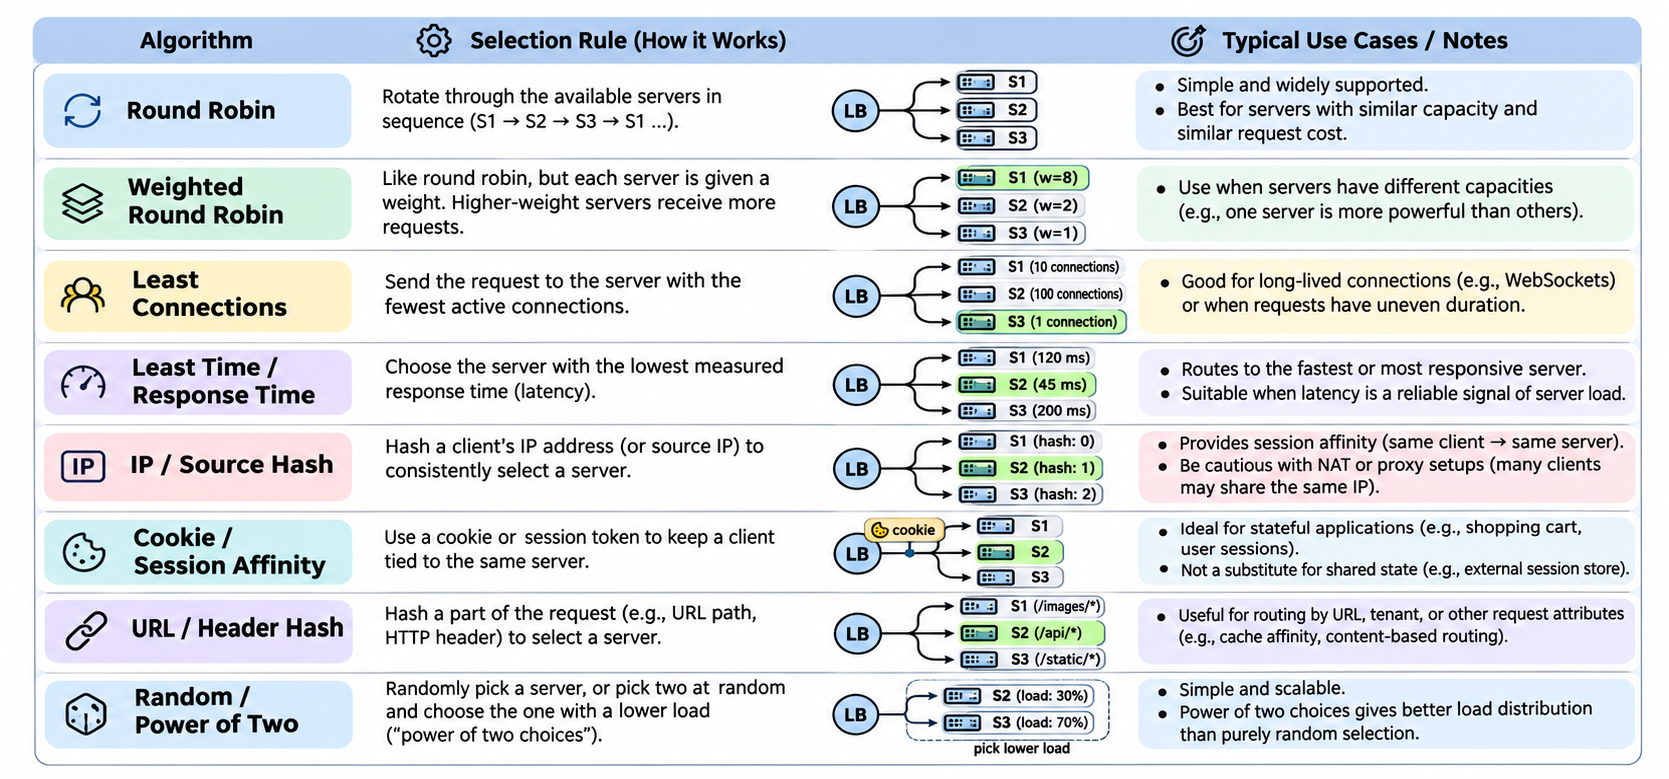 Algorithm
Selection Rule (How it Works)
Typical Use Cases / Notes
Round Robin
Rotate through the available servers in
sequence (S1 → S2 → S3 → S1 ...).
LB
S1
S2
S3
• Simple and widely supported.
• Best for servers with similar capacity and
similar request cost.
Weighted
Round Robin
Like round robin, but each server is given a
weight. Higher-weight servers receive more
requests.
LB
S1 (w=8)
S2 (w=2)
S3 (w=1)
• Use when servers have different capacities
(e.g., one server is more powerful than others).
Least
Connections
Send the request to the server with the
fewest active connections.
LB
S1 (10 connections)
S2 (100 connections)
S3 (1 connection)
• Good for long-lived connections (e.g., WebSockets)
or when requests have uneven duration.
Least Time /
Response Time
Choose the server with the lowest measured
response time (latency).
LB
S1 (120 ms)
S2 (45 ms)
S3 (200 ms)
• Routes to the fastest or most responsive server.
• Suitable when latency is a reliable signal of server load.
IP
IP / Source Hash
Hash a client's IP address (or source IP) to
consistently select a server.
LB
S1 (hash: 0)
S2 (hash: 1)
S3 (hash: 2)
• Provides session affinity (same client → same server).
• Be cautious with NAT or proxy setups (many clients
may share the same IP).
Cookie /
Session Affinity
Use a cookie or session token to keep a client
tied to the same server.
LB
cookie
S1
S2
S3
• Ideal for stateful applications (e.g., shopping cart,
user sessions).
• Not a substitute for shared state (e.g., external session store).
URL / Header Hash
Hash a part of the request (e.g., URL path,
HTTP header) to select a server.
LB
S1 (/images/*)
S2 (/api/*)
S3 (/static/*)
• Useful for routing by URL, tenant, or other request attributes
(e.g., cache affinity, content-based routing).
Random /
Power of Two
Randomly pick a server, or pick two at random
and choose the one with a lower load
("power of two choices").
LB
S2 (load: 30%)
S3 (load: 70%)
pick lower load
• Simple and scalable.
• Power of two choices gives better load distribution
than purely random selection.